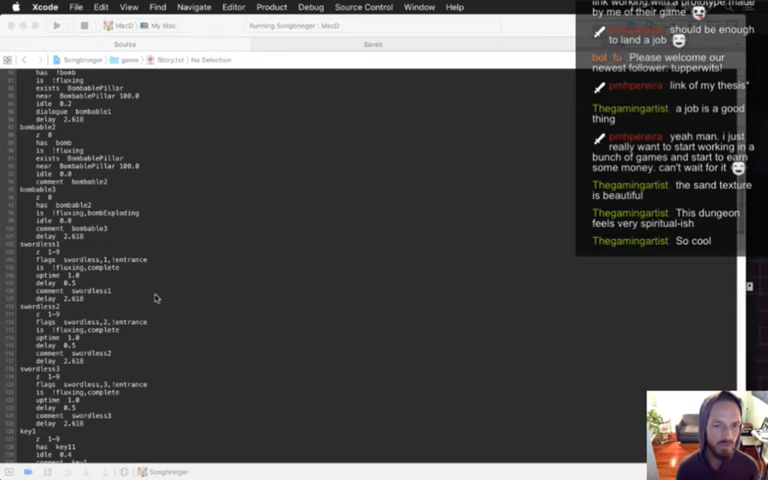 Xcode File Edit View Find Navigate Editor Product Debug Source Control Window Help
MacD My Mac
Running Songbringer : MacD
Source Saves
Songbringer game Story.txt No Selection
has !bomb
is !fluxing
exists BombablePillar
near BombablePillar 100.0
idle 0.2
dialogue bombable1
delay 2.618
bombable2
z 0
has bomb
is !fluxing
exists BombablePillar
near BombablePillar 100.0
idle 0.0
comment bombable2
bombable3
z 0
has bombable2
is !fluxing,bombExploding
idle 0.0
comment bombable3
delay 2.618
swordless1
z 1-9
flags swordless,1,!entrance
is !fluxing,complete
uptime 1.0
delay 0.5
comment swordless1
delay 2.618
swordless2
z 1-9
flags swordless,2,!entrance
is !fluxing,complete
uptime 1.0
delay 0.5
comment swordless2
delay 2.618
swordless3
z 1-9
flags swordless,3,!entrance
is !fluxing,complete
uptime 1.0
delay 0.5
comment swordless3
delay 2.618
key1
z 1-9
has key11
idle 0.4
Songbringer
link working with a prototype made
by me of their game
pmhpereira should be enough
to land a job
bot_fu Please welcome our
newest follower: tupperwits!
pmhpereira link of my thesis*
Thegamingartist a job is a good
thing
pmhpereira yeah man. i just
really want to start working in a
bunch of games and start to earn
some money. can't wait for it
Thegamingartist the sand texture
is beautiful
Thegamingartist This dungeon
feels very spiritual-ish
Thegamingartist So cool